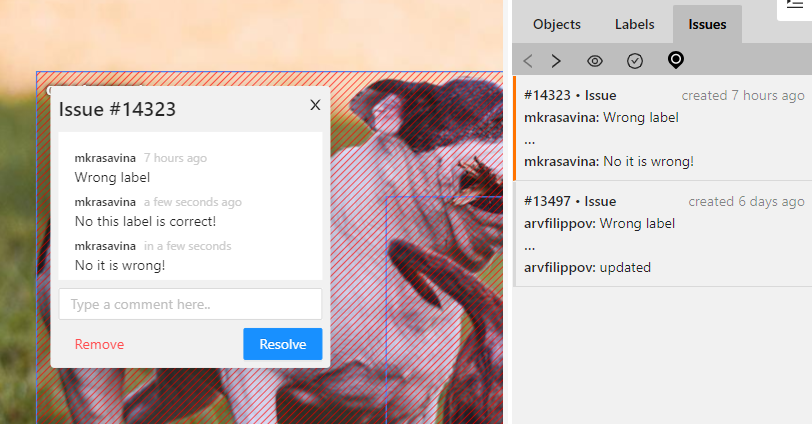 Objects
Labels
Issues
Issue #14323
X
mkrasavina 7 hours ago
Wrong label
mkrasavina a few seconds ago
No this label is correct!
mkrasavina in a few seconds
No it is wrong!
Type a comment here..
Remove
Resolve
#14323 • Issue
created 7 hours ago
mkrasavina: Wrong label
...
mkrasavina: No it is wrong!
#13497 • Issue
created 6 days ago
arvfilippov: Wrong label
...
arvfilippov: updated